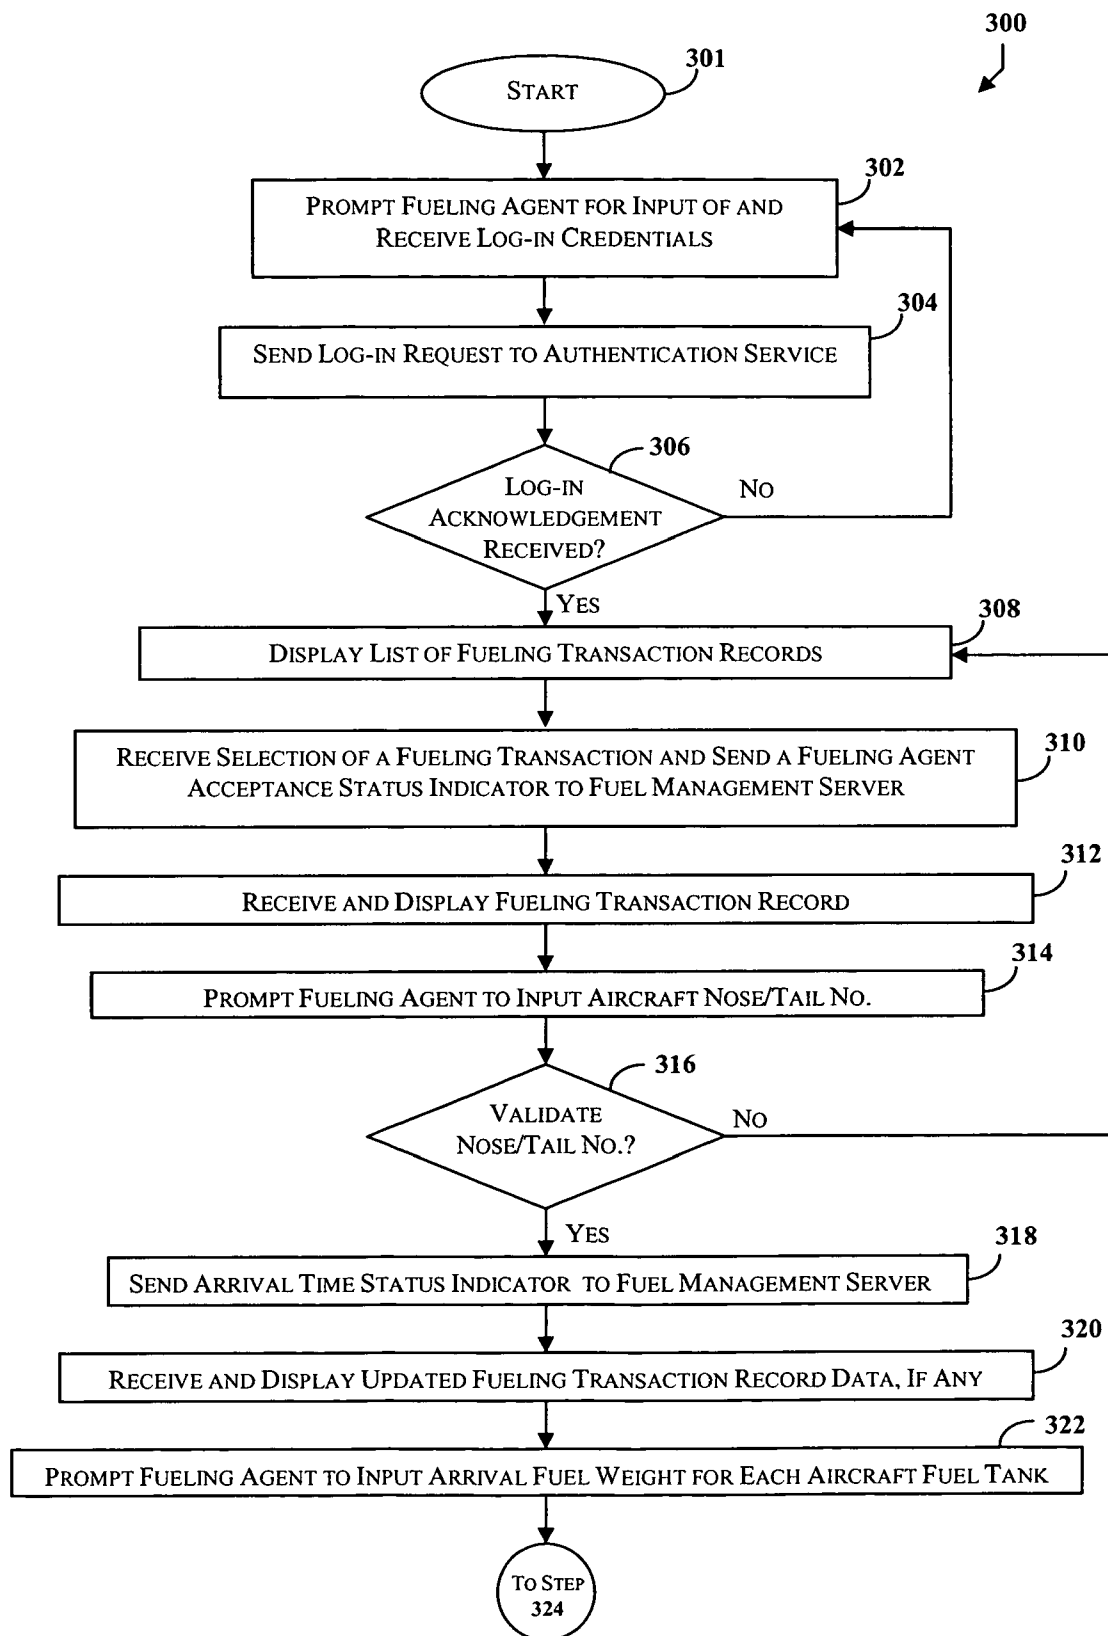 300
301
START
302
PROMPT FUELING AGENT FOR INPUT OF AND
RECEIVE LOG-IN CREDENTIALS
304
SEND LOG-IN REQUEST TO AUTHENTICATION SERVICE
306
LOG-IN
ACKNOWLEDGEMENT
RECEIVED?
NO
YES
308
DISPLAY LIST OF FUELING TRANSACTION RECORDS
310
RECEIVE SELECTION OF A FUELING TRANSACTION AND SEND A FUELING AGENT
ACCEPTANCE STATUS INDICATOR TO FUEL MANAGEMENT SERVER
312
RECEIVE AND DISPLAY FUELING TRANSACTION RECORD
314
PROMPT FUELING AGENT TO INPUT AIRCRAFT NOSE/TAIL NO.
316
VALIDATE
NOSE/TAIL NO.?
NO
YES
318
SEND ARRIVAL TIME STATUS INDICATOR TO FUEL MANAGEMENT SERVER
320
RECEIVE AND DISPLAY UPDATED FUELING TRANSACTION RECORD DATA, IF ANY
322
PROMPT FUELING AGENT TO INPUT ARRIVAL FUEL WEIGHT FOR EACH AIRCRAFT FUEL TANK
TO STEP
324